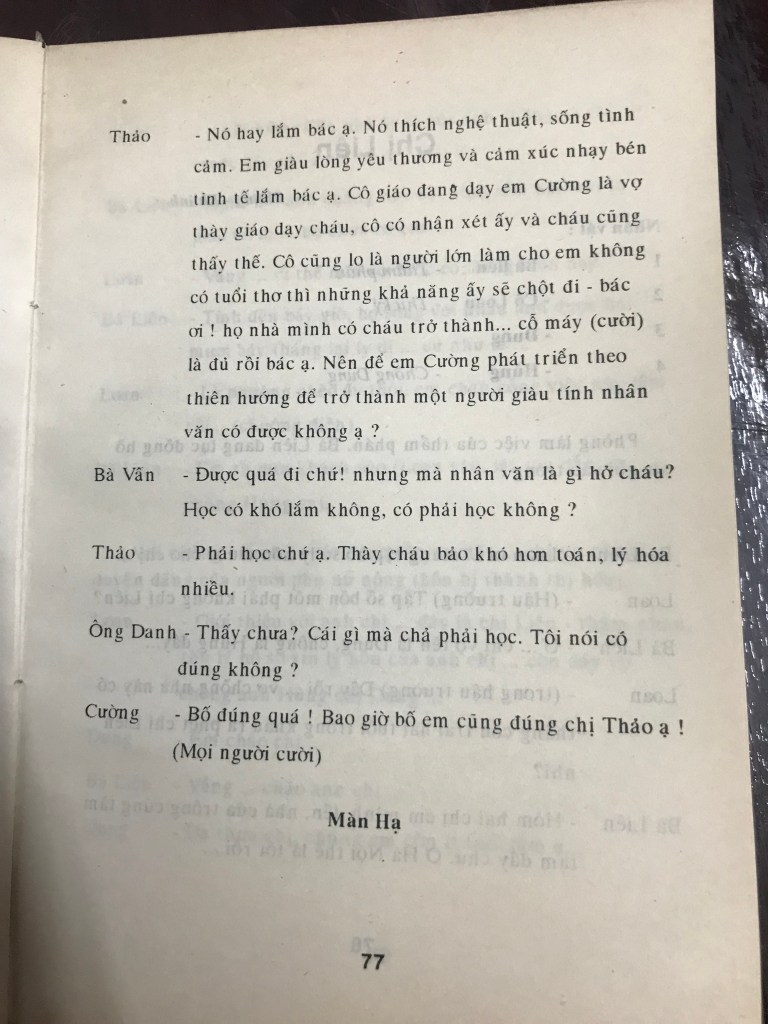 Thảo - Nó hay lắm bác ạ. Nó thích nghệ thuật, sống tình
cảm. Em giàu lòng yêu thương và cảm xúc nhạy bén
tinh tế lắm bác ạ. Cô giáo đang dạy em Cường là vợ
thày giáo dạy cháu, cô có nhận xét ấy và cháu cũng
thấy thế. Cô cũng lo là người lớn làm cho em không
có tuổi thơ thì những khả năng ấy sẽ chột đi - bác
ơi ! họ nhà mình có cháu trở thành... cỗ máy (cười)
là đủ rồi bác ạ. Nên để em Cường phát triển theo
thiên hướng để trở thành một người giàu tính nhân
văn có được không ạ ?
Bà Vấn - Được quá đi chứ! nhưng mà nhân văn là gì hở cháu?
Học có khó lắm không, có phải học không ?
Thảo - Phải học chứ ạ. Thày cháu bảo khó hơn toán, lý hóa
nhiều.
Ông Danh - Thấy chưa? Cái gì mà chả phải học. Tôi nói có
đúng không ?
Cường - Bố đúng quá ! Bao giờ bố em cũng đúng chị Thảo ạ !
(Mọi người cười)
Màn Hạ
77